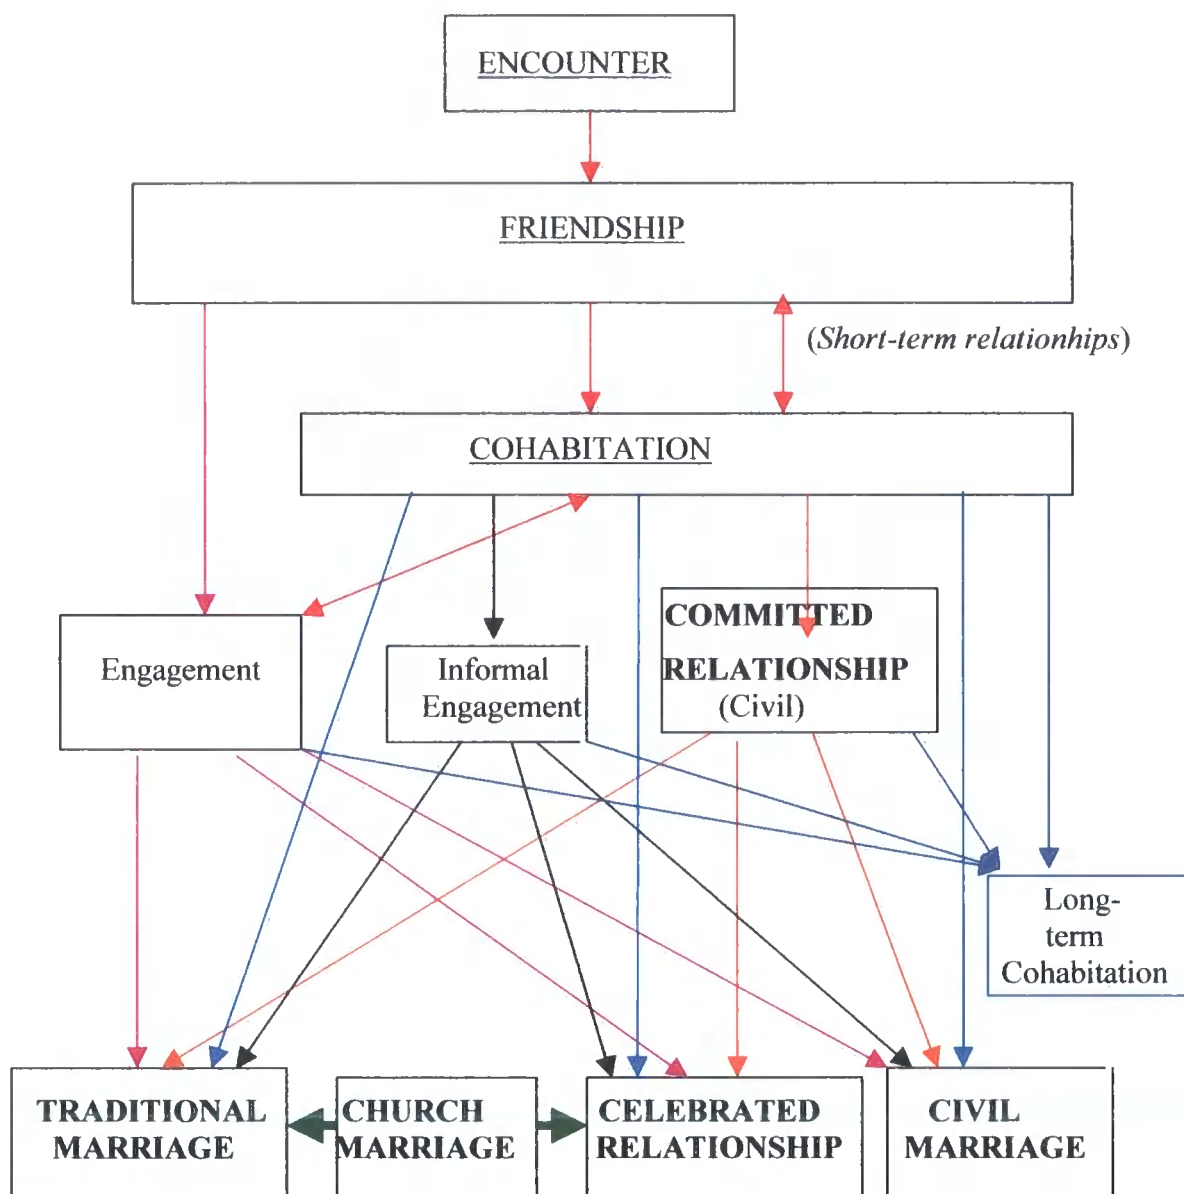 ENCOUNTER
FRIENDSHIP
(Short-term relationhips)
COHABITATION
Engagement
Informal
Engagement
COMMITTED
RELATIONSHIP
(Civil)
Long-
term
Cohabitation
TRADITIONAL
MARRIAGE
CHURCH
MARRIAGE
CELEBRATED
RELATIONSHIP
CIVIL
MARRIAGE